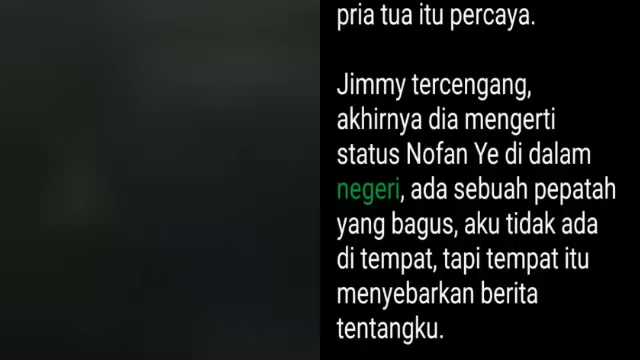 pria tua itu percaya.
Jimmy tercengang,
akhirnya dia mengerti
status Nofan Ye di dalam
negeri, ada sebuah pepatah
yang bagus, aku tidak ada
di tempat, tapi tempat itu
menyebarkan berita
tentangku.